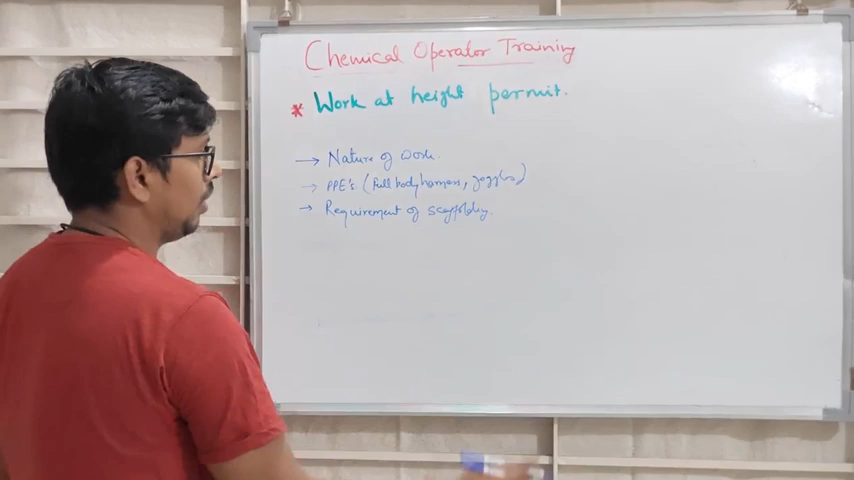 Chemical Operator Training
* Work at height permit.
→ Nature of work.
→ PPE's (Full body harness, goggles)
→ Requirement of scaffolding.